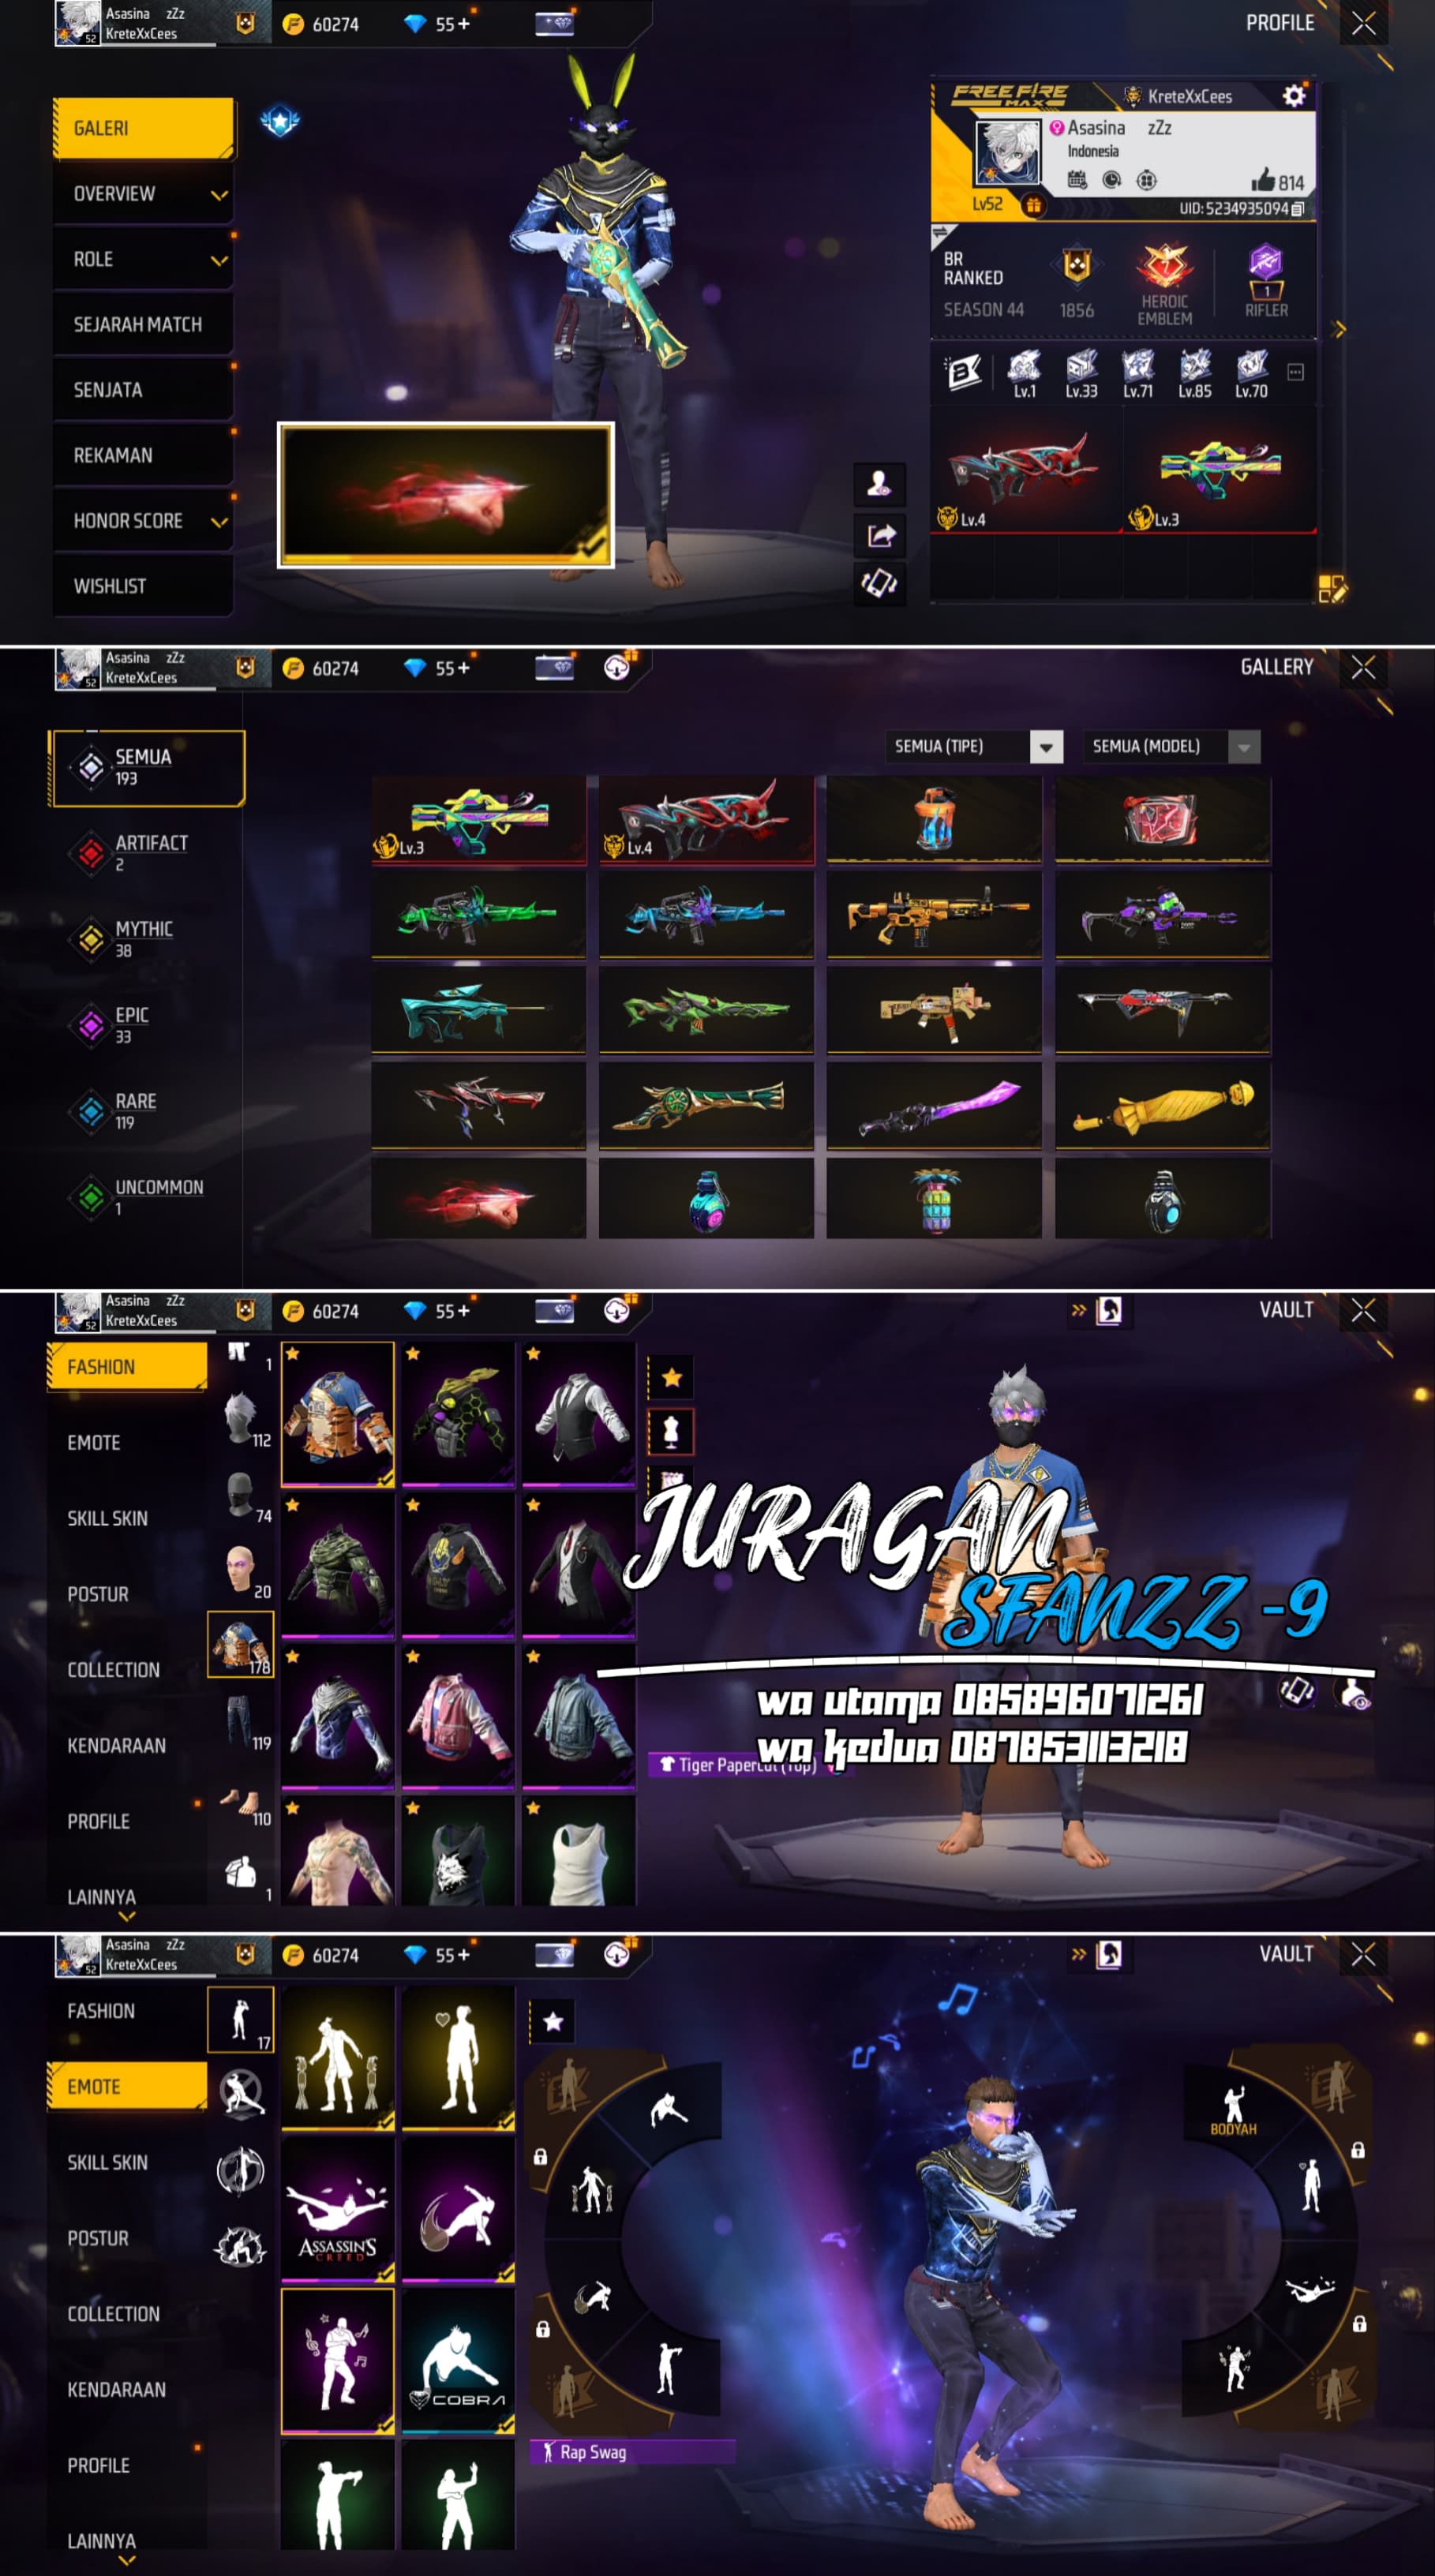 Asasina zZz
KreteXxCees
52
60274
55+
PROFILE
GALERI
OVERVIEW
ROLE
SEJARAH MATCH
SENJATA
REKAMAN
HONOR SCORE
WISHLIST
FREE FIRE
MAX
KreteXxCees
Asasina zZz
Indonesia
814
Lv52
UID: 5234935094
BR
RANKED
SEASON 44
1856
HEROIC
EMBLEM
1
RIFLER
Lv.1
Lv.33
Lv.71
Lv.85
Lv.70
Lv.4
Lv.3
Asasina zZz
KreteXxCees
52
60274
55+
GALLERY
SEMUA
193
ARTIFACT
2
MYTHIC
38
EPIC
33
RARE
119
UNCOMMON
1
SEMUA (TIPE)
SEMUA (MODEL)
Lv.3
Lv.4
Asasina zZz
KreteXxCees
52
60274
55+
VAULT
FASHION
EMOTE
SKILL SKIN
POSTUR
COLLECTION
KENDARAAN
PROFILE
LAINNYA
1
112
74
20
178
119
110
1
JURAGAN
SFANZZ -9
wa utama 085896071261
wa kedua 087853113218
Tiger Papercut (Top)
Asasina zZz
KreteXxCees
52
60274
55+
VAULT
FASHION
EMOTE
SKILL SKIN
POSTUR
COLLECTION
KENDARAAN
PROFILE
LAINNYA
17
ASSASSIN'S
CREED
COBRA
BOOYAH
Rap Swag